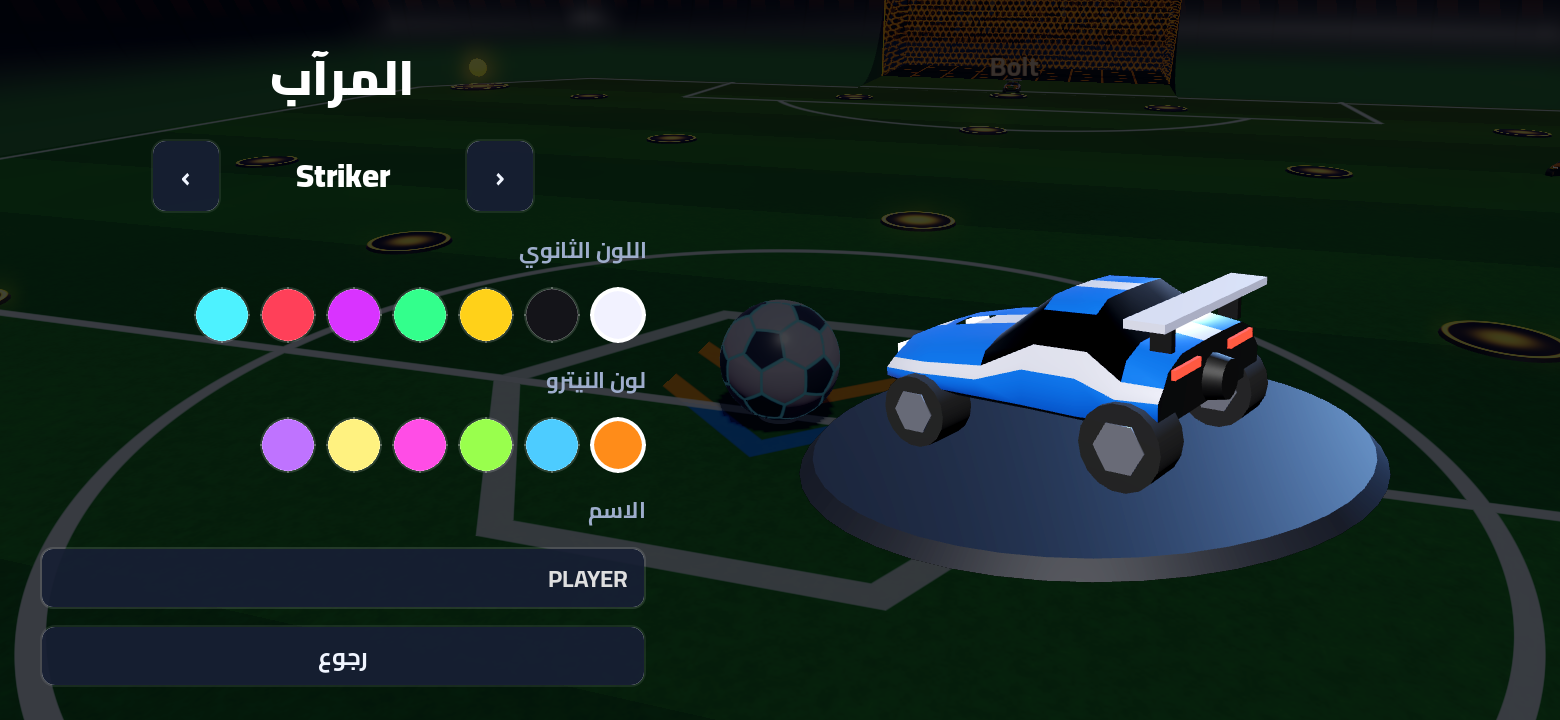 المرآب
Bolt
‹ Striker ›
اللون الثانوي
لون النيترو
الاسم
PLAYER
رجوع